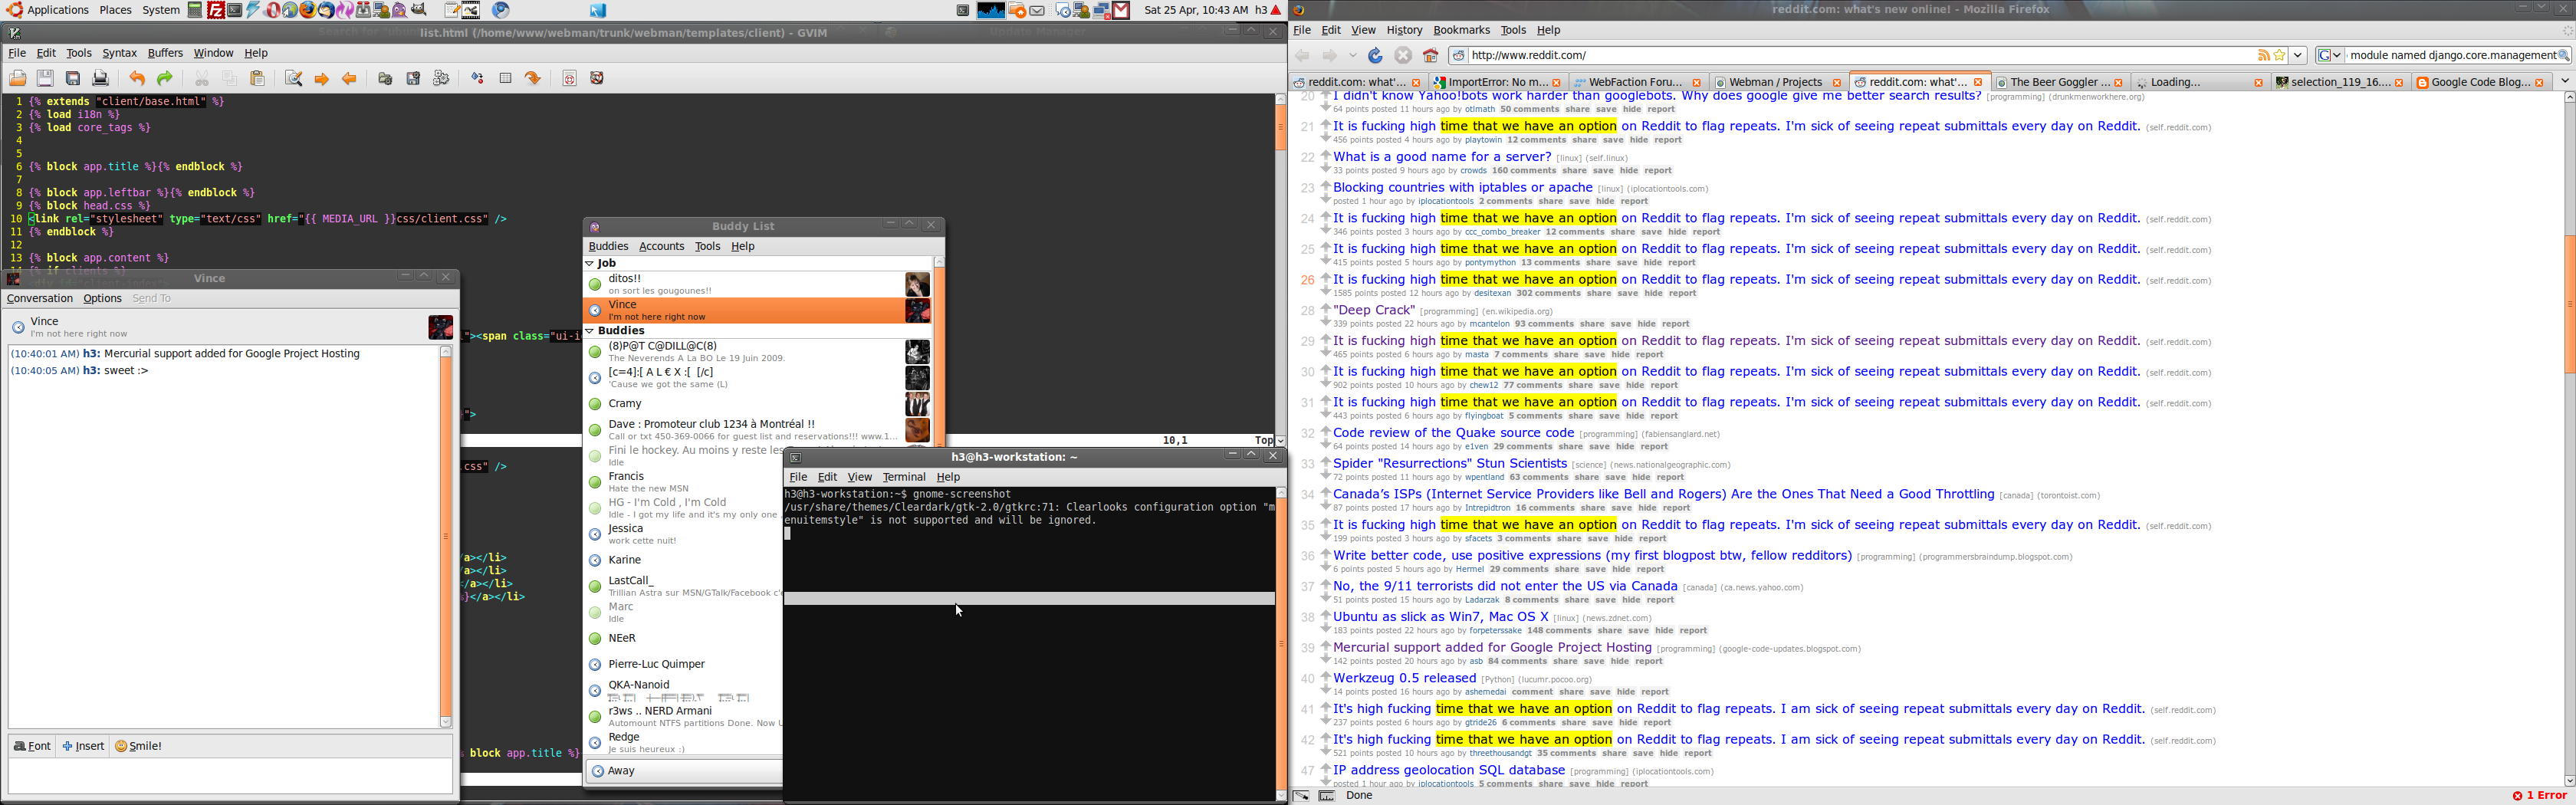 Applications Places System
Sat 25 Apr, 10:43 AM h3
list.html (/home/www/webman/trunk/webman/templates/client) - GVIM
File Edit Tools Syntax Buffers Window Help
1 {% extends "client/base.html" %}
2 {% load i18n %}
3 {% load core_tags %}
4
5
6 {% block app.title %}{% endblock %}
7
8 {% block app.leftbar %}{% endblock %}
9 {% block head.css %}
10 <link rel="stylesheet" type="text/css" href="{{ MEDIA_URL }}css/client.css" />
11 {% endblock %}
12
13 {% block app.content %}
"><span class="ui-i
">
10,1 Top
css" />
/a></li>
/a></li>
/a></li>
}</a></li>
block app.title %}
Vince
Conversation Options Send To
Vince
I'm not here right now
(10:40:01 AM) h3: Mercurial support added for Google Project Hosting
(10:40:05 AM) h3: sweet :>
Font Insert Smile!
Buddy List
Buddies Accounts Tools Help
Job
ditos!!
on sort les gougounes!!
Vince
I'm not here right now
Buddies
(8)P@T C@DILL@C(8)
The Neverends A La BO Le 19 Juin 2009.
[c=4]:[ A L € X :[ [/c]
'Cause we got the same (L)
Cramy
Dave : Promoteur club 1234 à Montréal !!
Call or txt 450-369-0066 for guest list and reservations!!! www.1...
Fini le hockey. Au moins y reste les
Idle
Francis
Hate the new MSN
HG - I'm Cold , I'm Cold
Idle - I got my life and it's my only one
Jessica
work cette nuit!
Karine
LastCall_
Trillian Astra sur MSN/GTalk/Facebook c'e
Marc
Idle
NEeR
Pierre-Luc Quimper
QKA-Nanoid
r3ws .. NERD Armani
Automount NTFS partitions Done. Now U
Redge
Je suis heureux :)
Away
h3@h3-workstation: ~
File Edit View Terminal Help
h3@h3-workstation:~$ gnome-screenshot
/usr/share/themes/Cleardark/gtk-2.0/gtkrc:71: Clearlooks configuration option "m
enuitemstyle" is not supported and will be ignored.
reddit.com: what's new online! - Mozilla Firefox
File Edit View History Bookmarks Tools Help
http://www.reddit.com/
module named django.core.management
reddit.com: what'... ImportError: No m... WebFaction Foru... Webman / Projects reddit.com: what'... The Beer Goggler ... Loading... selection_119_16.... Google Code Blog...
20 I didn't know Yahoo!bots work harder than googlebots. Why does google give me better search results? [programming] (drunkmenworkhere.org)
64 points posted 11 hours ago by otimath 50 comments share save hide report
21 It is fucking high time that we have an option on Reddit to flag repeats. I'm sick of seeing repeat submittals every day on Reddit. (self.reddit.com)
456 points posted 4 hours ago by playtowin 12 comments share save hide report
22 What is a good name for a server? [linux] (self.linux)
33 points posted 9 hours ago by crowds 160 comments share save hide report
23 Blocking countries with iptables or apache [linux] (iplocationtools.com)
posted 1 hour ago by iplocationtools 2 comments share save hide report
24 It is fucking high time that we have an option on Reddit to flag repeats. I'm sick of seeing repeat submittals every day on Reddit. (self.reddit.com)
346 points posted 3 hours ago by ccc_combo_breaker 12 comments share save hide report
25 It is fucking high time that we have an option on Reddit to flag repeats. I'm sick of seeing repeat submittals every day on Reddit. (self.reddit.com)
415 points posted 5 hours ago by pontymython 13 comments share save hide report
26 It is fucking high time that we have an option on Reddit to flag repeats. I'm sick of seeing repeat submittals every day on Reddit. (self.reddit.com)
1585 points posted 12 hours ago by desitexan 302 comments share save hide report
28 "Deep Crack" [programming] (en.wikipedia.org)
339 points posted 22 hours ago by mcantelon 93 comments share save hide report
29 It is fucking high time that we have an option on Reddit to flag repeats. I'm sick of seeing repeat submittals every day on Reddit. (self.reddit.com)
465 points posted 6 hours ago by masta 7 comments share save hide report
30 It is fucking high time that we have an option on Reddit to flag repeats. I'm sick of seeing repeat submittals every day on Reddit. (self.reddit.com)
902 points posted 10 hours ago by chew12 77 comments share save hide report
31 It is fucking high time that we have an option on Reddit to flag repeats. I'm sick of seeing repeat submittals every day on Reddit. (self.reddit.com)
443 points posted 6 hours ago by flyingboat 5 comments share save hide report
32 Code review of the Quake source code [programming] (fabiensanglard.net)
64 points posted 14 hours ago by e1ven 29 comments share save hide report
33 Spider "Resurrections" Stun Scientists [science] (news.nationalgeographic.com)
72 points posted 11 hours ago by wpentland 63 comments share save hide report
34 Canada's ISPs (Internet Service Providers like Bell and Rogers) Are the Ones That Need a Good Throttling [canada] (torontoist.com)
87 points posted 17 hours ago by Intrepidtron 16 comments share save hide report
35 It is fucking high time that we have an option on Reddit to flag repeats. I'm sick of seeing repeat submittals every day on Reddit. (self.reddit.com)
199 points posted 3 hours ago by sfacets 3 comments share save hide report
36 Write better code, use positive expressions (my first blogpost btw, fellow redditors) [programming] (programmersbraindump.blogspot.com)
6 points posted 5 hours ago by Hermel 29 comments share save hide report
37 No, the 9/11 terrorists did not enter the US via Canada [canada] (ca.news.yahoo.com)
51 points posted 15 hours ago by Ladarzak 8 comments share save hide report
38 Ubuntu as slick as Win7, Mac OS X [linux] (news.zdnet.com)
183 points posted 22 hours ago by forpeterssake 148 comments share save hide report
39 Mercurial support added for Google Project Hosting [programming] (google-code-updates.blogspot.com)
142 points posted 20 hours ago by asb 84 comments share save hide report
40 Werkzeug 0.5 released [Python] (lucumr.pocoo.org)
14 points posted 16 hours ago by ashemedai comment share save hide report
41 It's high fucking time that we have an option on Reddit to flag repeats. I am sick of seeing repeat submittals every day on Reddit. (self.reddit.com)
237 points posted 6 hours ago by gtride26 6 comments share save hide report
42 It's high fucking time that we have an option on Reddit to flag repeats. I am sick of seeing repeat submittals every day on Reddit. (self.reddit.com)
521 points posted 10 hours ago by threethousandgt 35 comments share save hide report
47 IP address geolocation SQL database [programming] (iplocationtools.com)
posted 1 hour ago by iplocationtools 5 comments share save hide report
Done
1 Error